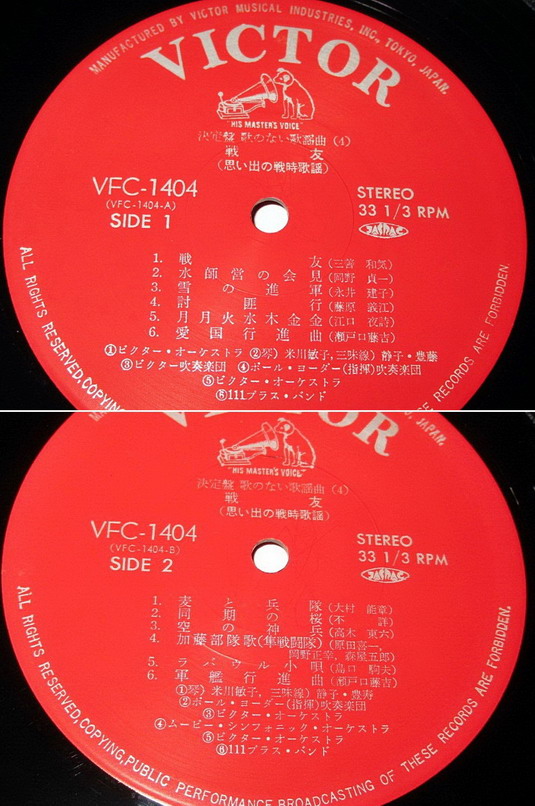 MANUFACTURED BY VICTOR MUSICAL INDUSTRIES, INC., TOKYO, JAPAN.
VICTOR
"HIS MASTER'S VOICE"
決定盤 歌のない歌謡曲 (4)
戦友
(思い出の戦時歌謡)
VFC-1404
(VFC-1404-A)
SIDE 1
STEREO
33 1/3 RPM
JASRAC
1. 戦友 (三善 和気)
2. 水師営の会見 (岡野 貞一)
3. 雪の進軍 (永井 建子)
4. 討匪行 (藤原 義江)
5. 月月火水木金金 (江口 夜詩)
6. 愛国行進曲 (瀬戸口藤吉)
①ビクター・オーケストラ ②琴) 米川敏子, 三味線) 静子・豊藤
③ビクター吹奏楽団 ④ポール・ヨーダー(指揮)吹奏楽団
⑤ビクター・オーケストラ
⑥111ブラス・バンド
ALL RIGHTS RESERVED, COPYING,
THESE RECORDS ARE FORBIDDEN.
VICTOR
JAPAN.
"HIS MASTER'S VOICE"
決定盤 歌のない歌謡曲 (4)
戦友
(思い出の戦時歌謡)
VFC-1404
(VFC-1404-B)
SIDE 2
STEREO
33 1/3 RPM
JASRAC
1. 麦と兵隊 (大村 能章)
2. 同期の桜 (不詳)
3. 空の神兵 (高木 東六)
4. 加藤部隊歌(隼戦闘隊) (原田喜一,
岡野正幸, 森屋五郎)
5. ラバウル小唄 (島口 駒夫)
6. 軍艦行進曲 (瀬戸口藤吉)
①琴) 米川敏子, 三味線) 静子・豊寿
②ポール・ヨーダー(指揮)吹奏楽団
③ビクター・オーケストラ
④ムービー・シンフォニック・オーケストラ
⑤ビクター・オーケストラ
⑥111ブラス・バンド
ALL RIGHTS RESERVED, COPYING, PUBLIC PERFORMANCE, BROADCASTING OF THESE RECORDS ARE FORBIDDEN.